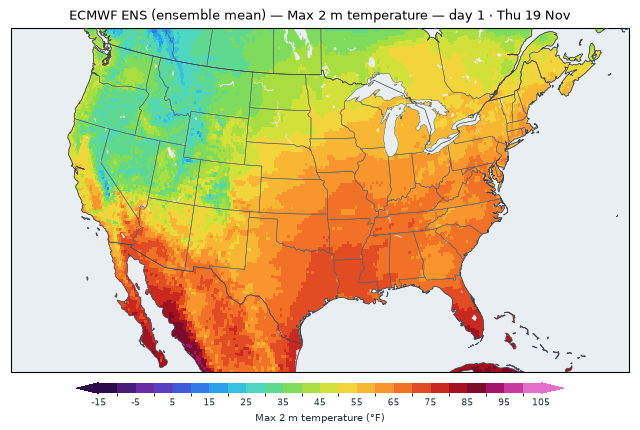 ECMWF ENS (ensemble mean) — Max 2 m temperature — day 1 · Thu 19 Nov
-15 -5 5 15 25 35 45 55 65 75 85 95 105
Max 2 m temperature (°F)